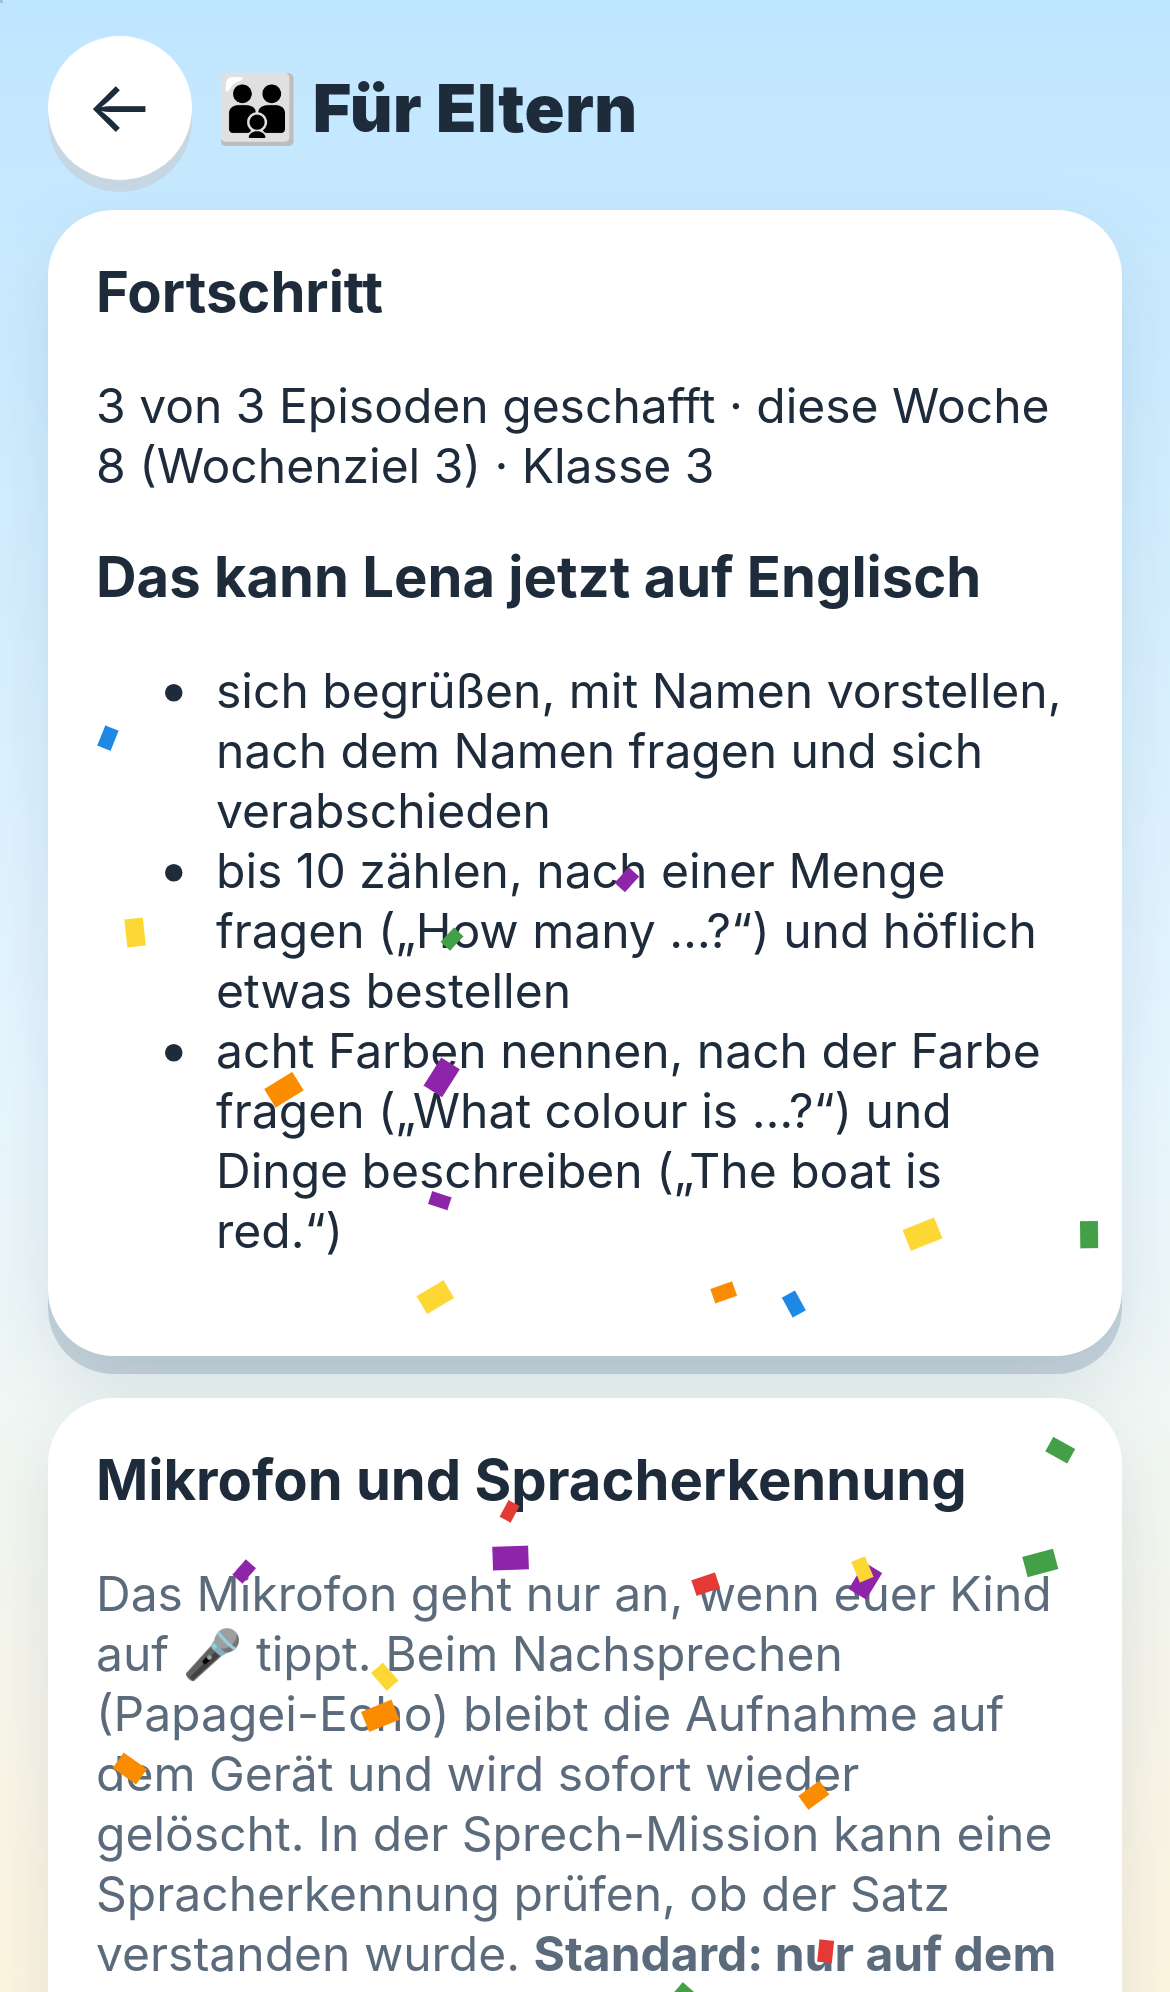 Für Eltern
Fortschritt
3 von 3 Episoden geschafft · diese Woche
8 (Wochenziel 3) · Klasse 3
Das kann Lena jetzt auf Englisch
• sich begrüßen, mit Namen vorstellen,
nach dem Namen fragen und sich
verabschieden
• bis 10 zählen, nach einer Menge
fragen („How many …?“) und höflich
etwas bestellen
• acht Farben nennen, nach der Farbe
fragen („What colour is …?“) und
Dinge beschreiben („The boat is
red.“)
Mikrofon und Spracherkennung
Das Mikrofon geht nur an, wenn euer Kind
auf 🎤 tippt. Beim Nachsprechen
(Papagei-Echo) bleibt die Aufnahme auf
dem Gerät und wird sofort wieder
gelöscht. In der Sprech-Mission kann eine
Spracherkennung prüfen, ob der Satz
verstanden wurde. Standard: nur auf dem